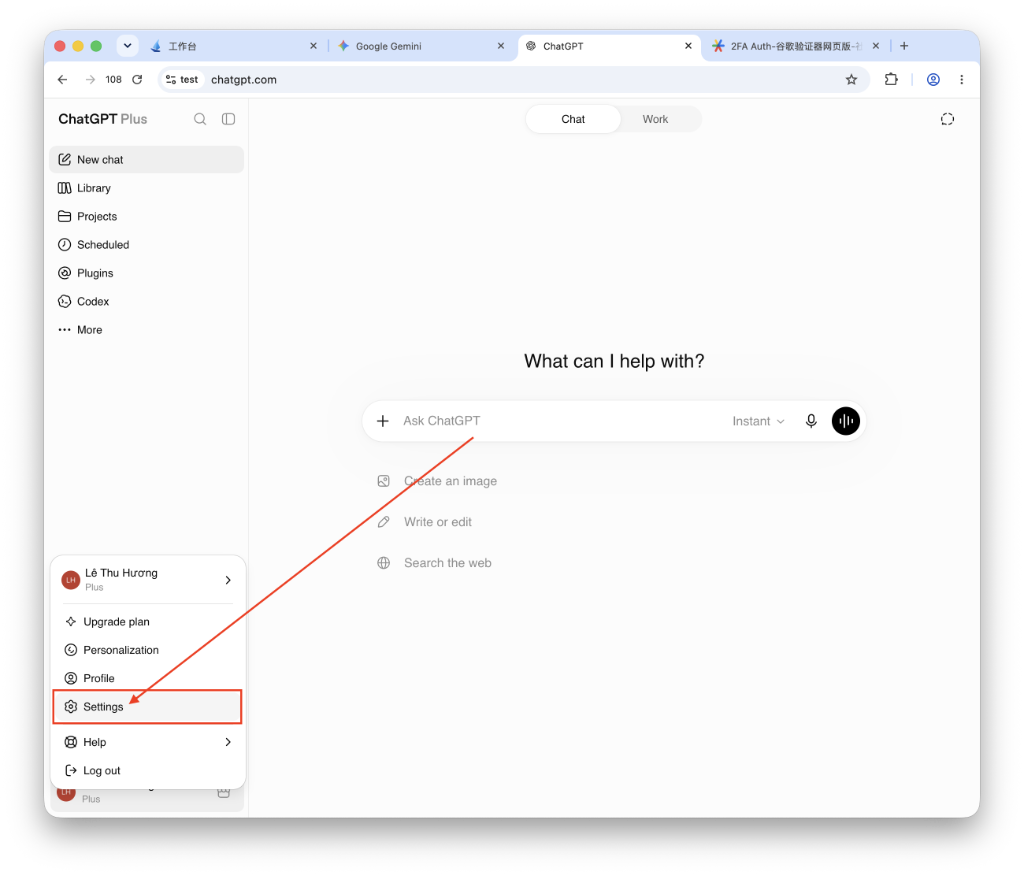 工作台
Google Gemini
ChatGPT
2FA Auth-谷歌验证器网页版-
108
test
chatgpt.com
ChatGPT Plus
Chat
Work
New chat
Library
Projects
Scheduled
Plugins
Codex
More
What can I help with?
Ask ChatGPT
Instant
Create an image
Write or edit
Search the web
LH
Lê Thu Hương
Plus
Upgrade plan
Personalization
Profile
Settings
Help
Log out
LH
Plus